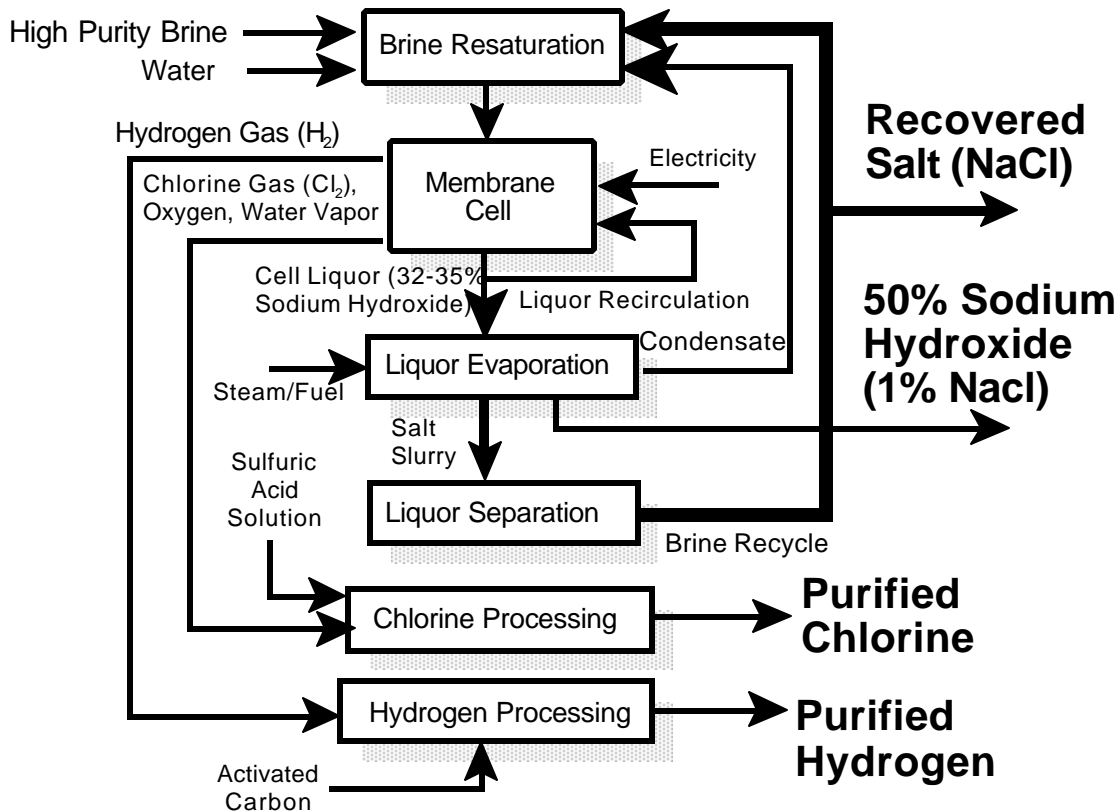 High Purity Brine
Water
Brine Resaturation
Hydrogen Gas (H₂)
Chlorine Gas (Cl₂),
Oxygen, Water Vapor
Membrane
Cell
Electricity
Recovered
Salt (NaCl)
Cell Liquor (32-35%
Sodium Hydroxide)
Liquor Recirculation
50% Sodium
Hydroxide
(1% Nacl)
Condensate
Liquor Evaporation
Steam/Fuel
Salt
Slurry
Sulfuric
Acid
Solution
Liquor Separation
Brine Recycle
Chlorine Processing
Purified
Chlorine
Hydrogen Processing
Purified
Hydrogen
Activated
Carbon